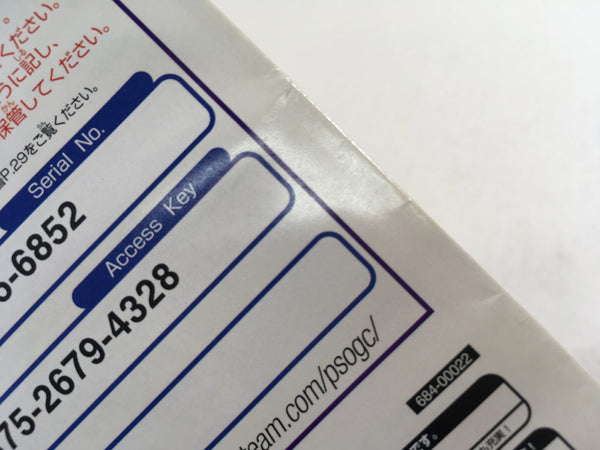 ください。
うに記し、
保管してください。
P.29をご覧ください。
Serial No.
-6852
Access Key
75-2679-4328
team.com/psogc/
684-00022
です。
充実!